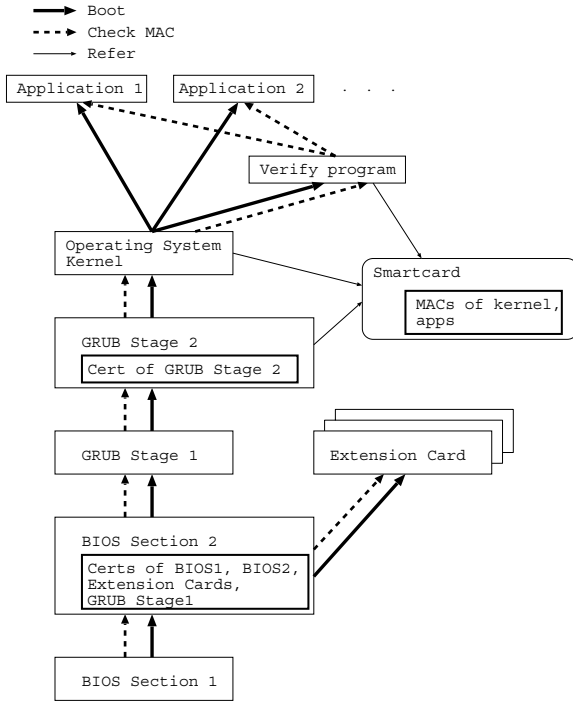 Boot
Check MAC
Refer
Application 1
Application 2
. . .
Verify program
Operating System
Kernel
Smartcard
MACs of kernel,
apps
GRUB Stage 2
Cert of GRUB Stage 2
GRUB Stage 1
Extension Card
BIOS Section 2
Certs of BIOS1, BIOS2,
Extension Cards,
GRUB Stage1
BIOS Section 1